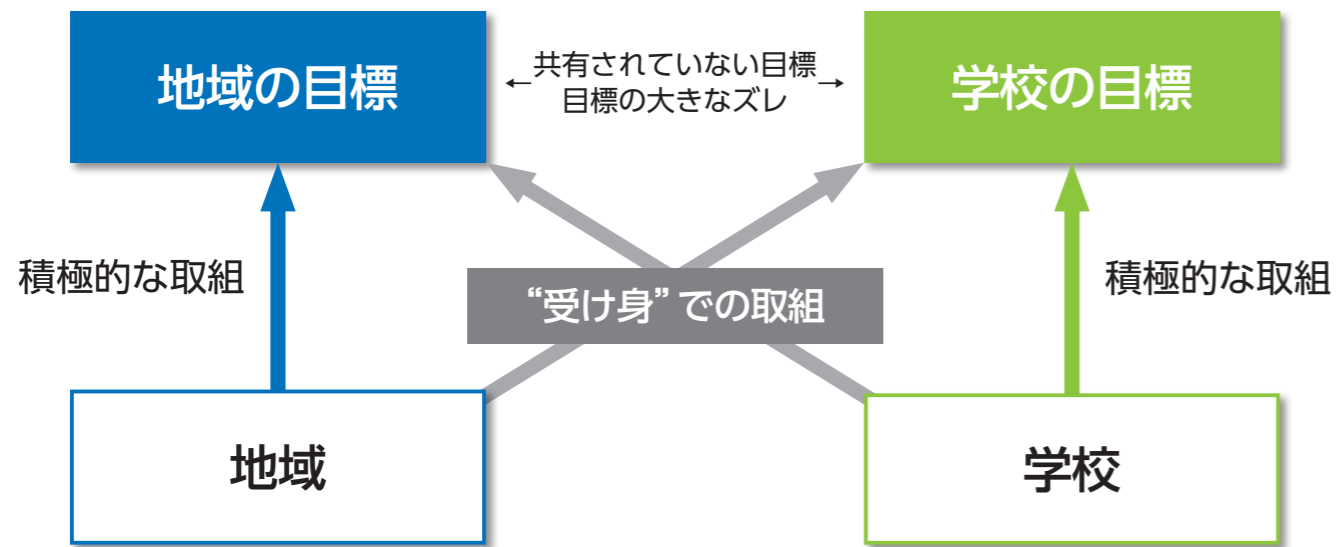 地域の目標
←共有されていない目標→
目標の大きなズレ
学校の目標
積極的な取組
“受け身”での取組
積極的な取組
地域
学校